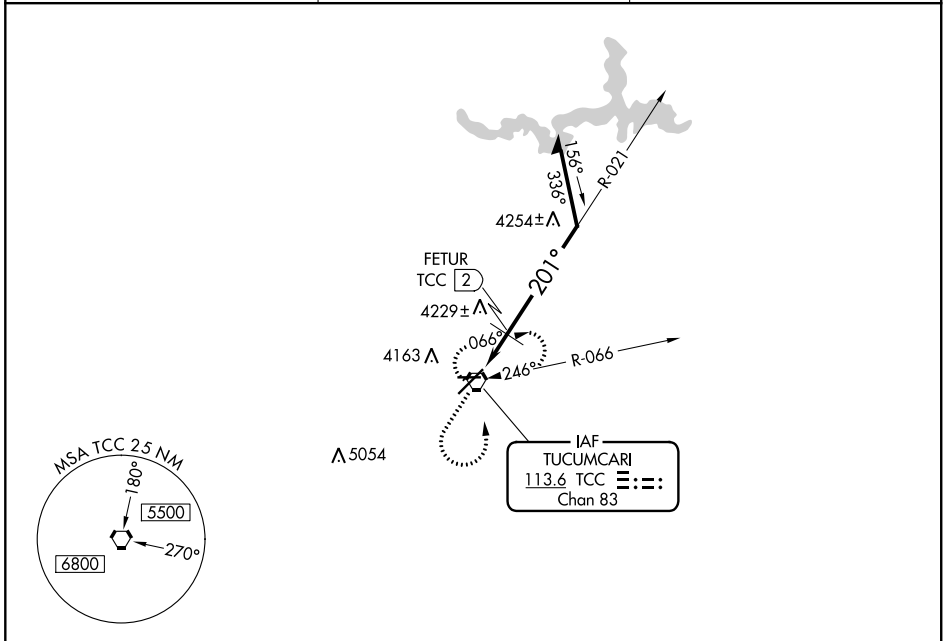 156°
336°
R-021
4254±
201°
FETUR
TCC 2
4229±
066°
4163
246°
R-066
5054
IAF
TUCUMCARI
113.6 TCC
Chan 83
MSA TCC 25 NM
180°
5500
270°
6800